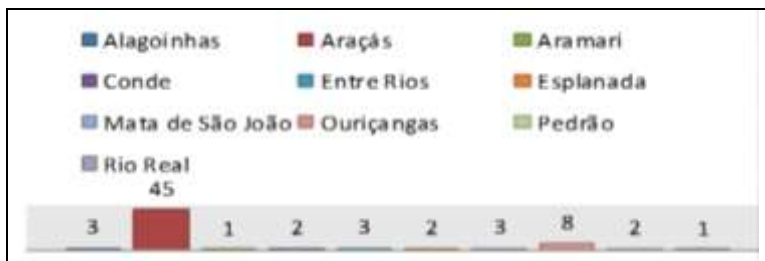 Alagoinhas Araçás Aramari
Conde Entre Rios Esplanada
Mata de São João Ouriçangas Pedrão
Rio Real
45
3 1 2 3 2 3 8 2 1